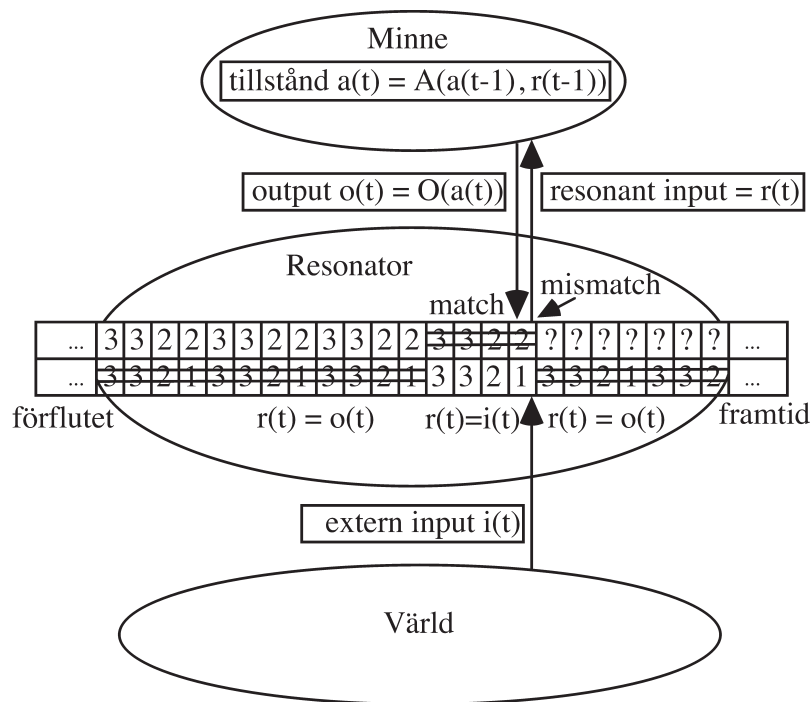 Minne
tillstånd a(t) = A(a(t-1), r(t-1))
output o(t) = O(a(t))
resonant input = r(t)
Resonator
match
mismatch
... 3 3 2 2 3 3 2 2 3 3 2 2 3 3 2 2 ? ? ? ? ? ? ? ...
... 3 3 2 1 3 3 2 1 3 3 2 1 3 3 2 1 3 3 2 1 3 3 2 ...
förflutet
r(t) = o(t)
r(t)=i(t)
r(t) = o(t)
framtid
extern input i(t)
Värld